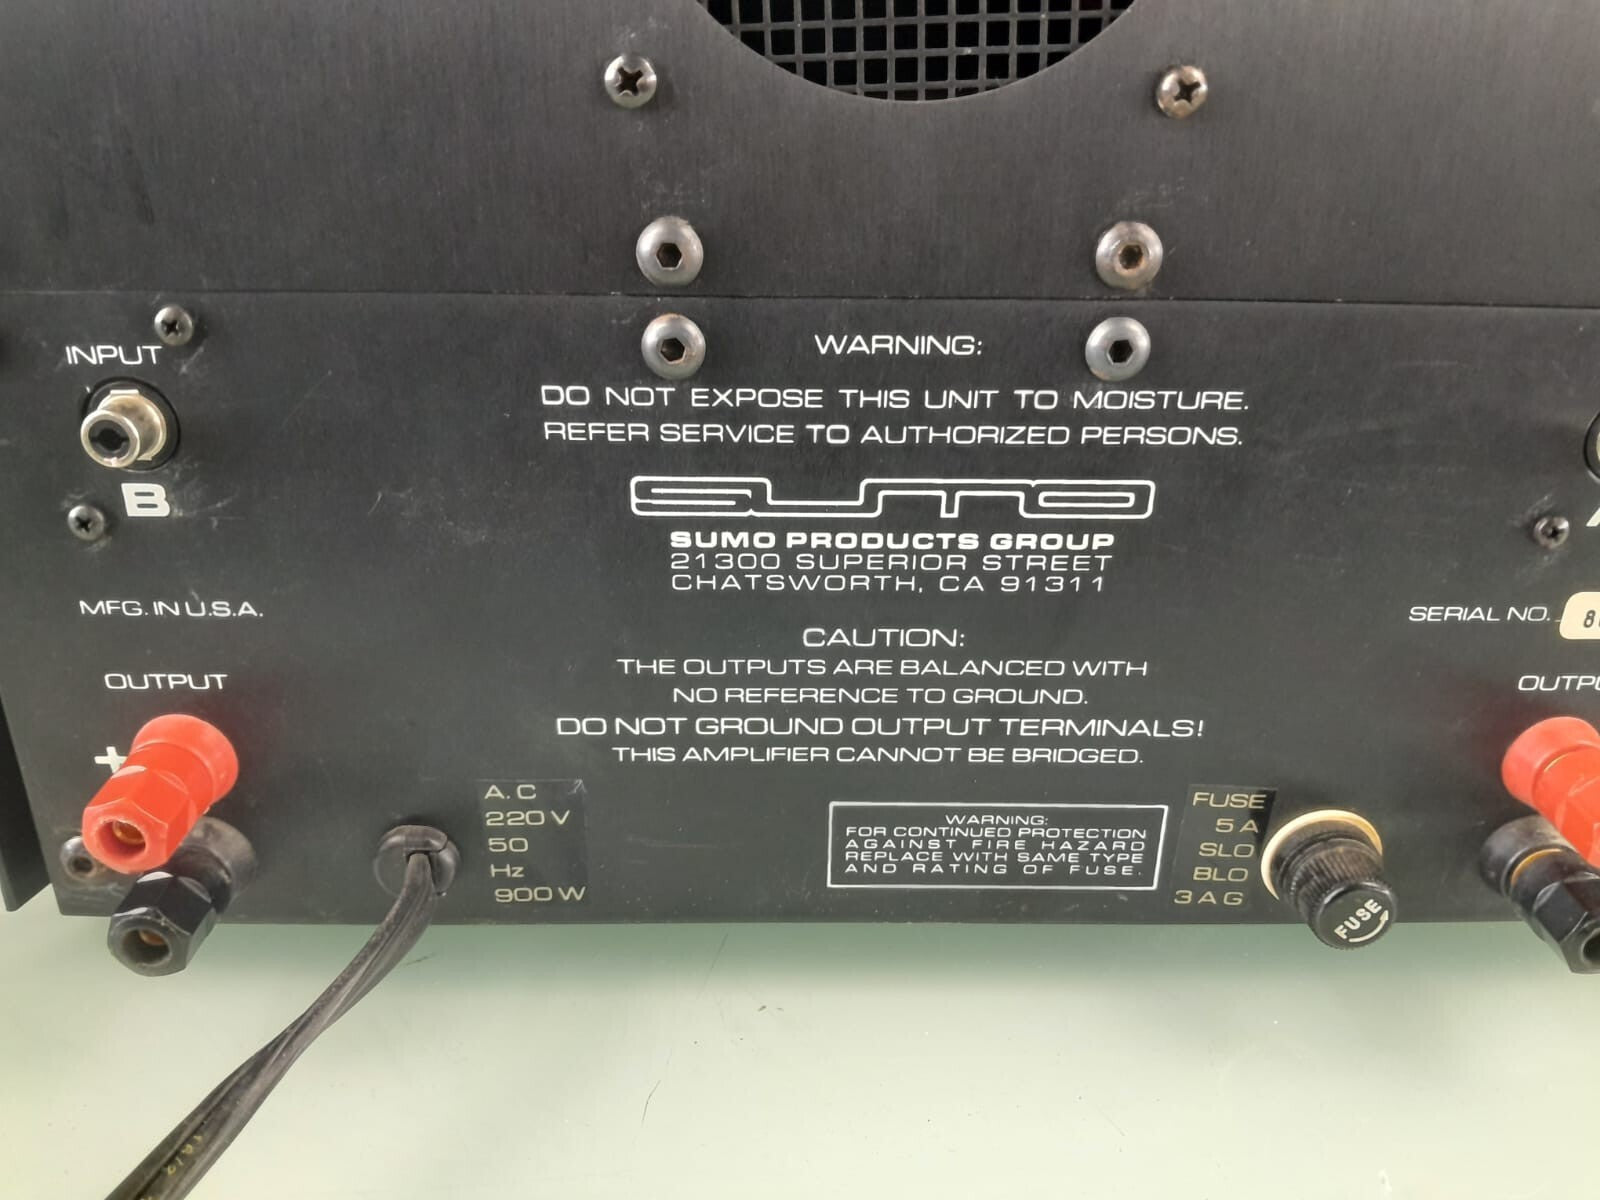 INPUT
B
MFG. IN U.S.A.
OUTPUT
+
WARNING:
DO NOT EXPOSE THIS UNIT TO MOISTURE.
REFER SERVICE TO AUTHORIZED PERSONS.
SUMO
SUMO PRODUCTS GROUP
21300 SUPERIOR STREET
CHATSWORTH, CA 91311
CAUTION:
THE OUTPUTS ARE BALANCED WITH
NO REFERENCE TO GROUND.
DO NOT GROUND OUTPUT TERMINALS!
THIS AMPLIFIER CANNOT BE BRIDGED.
A.C
220 V
50
Hz
900 W
WARNING:
FOR CONTINUED PROTECTION
AGAINST FIRE HAZARD
REPLACE WITH SAME TYPE
AND RATING OF FUSE.
FUSE
5 A
SLO
BLO
3 A G
FUSE
SERIAL NO. 8
OUTPU